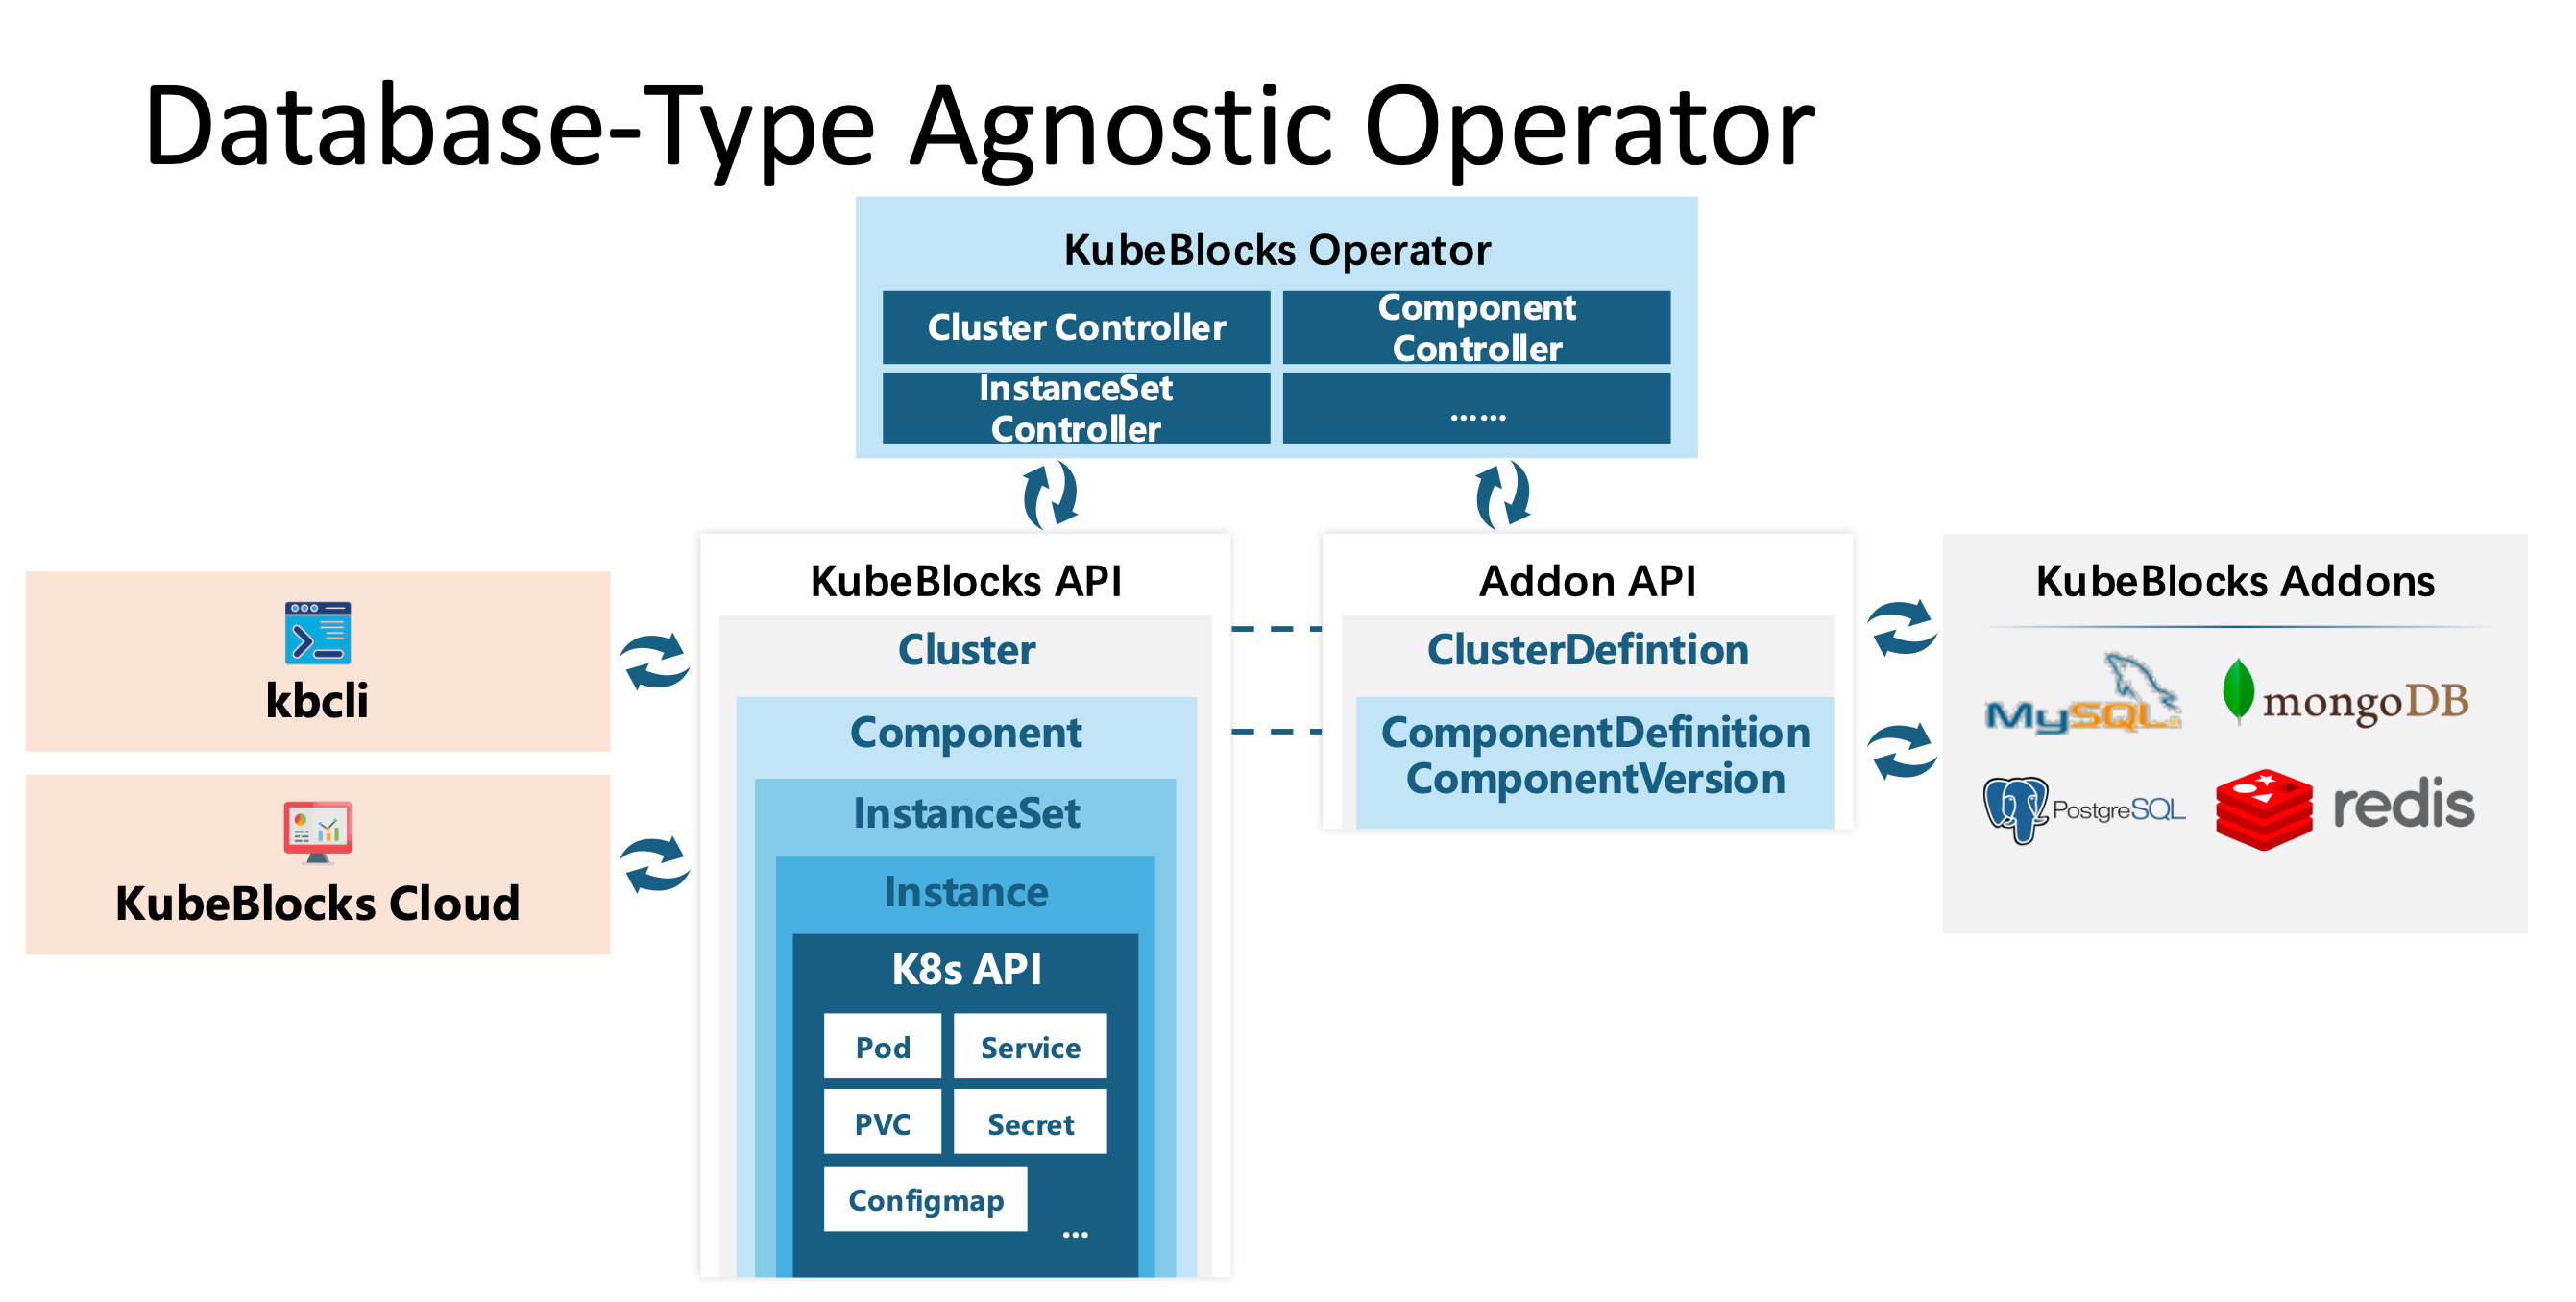 Database-Type Agnostic Operator
KubeBlocks Operator
Cluster Controller
Component
Controller
InstanceSet
Controller
......
kbcli
KubeBlocks Cloud
KubeBlocks API
Cluster
Component
InstanceSet
Instance
K8s API
Pod
Service
PVC
Secret
Configmap
...
Addon API
ClusterDefintion
ComponentDefinition
ComponentVersion
KubeBlocks Addons
MySQL
mongoDB
PostgreSQL
redis